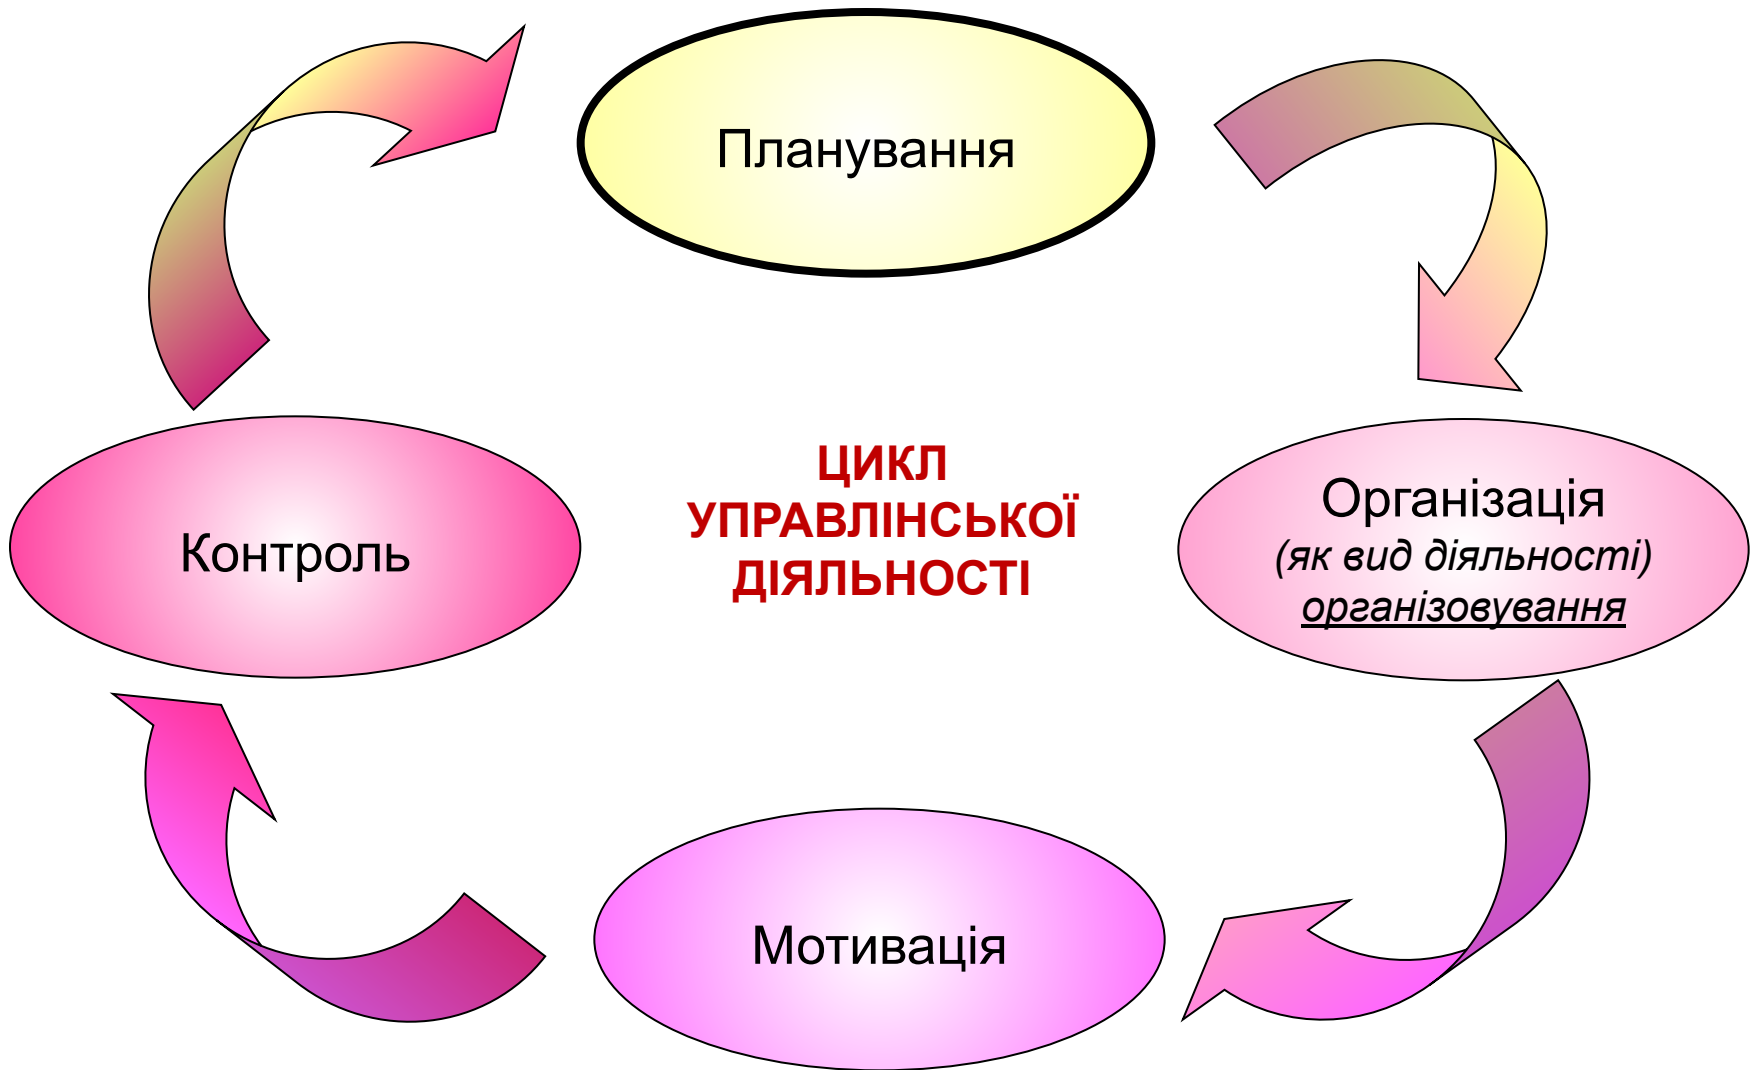 Планування
ЦИКЛ
УПРАВЛІНСЬКОЇ
ДІЯЛЬНОСТІ
Контроль
Організація
(як вид діяльності)
організовування
Мотивація